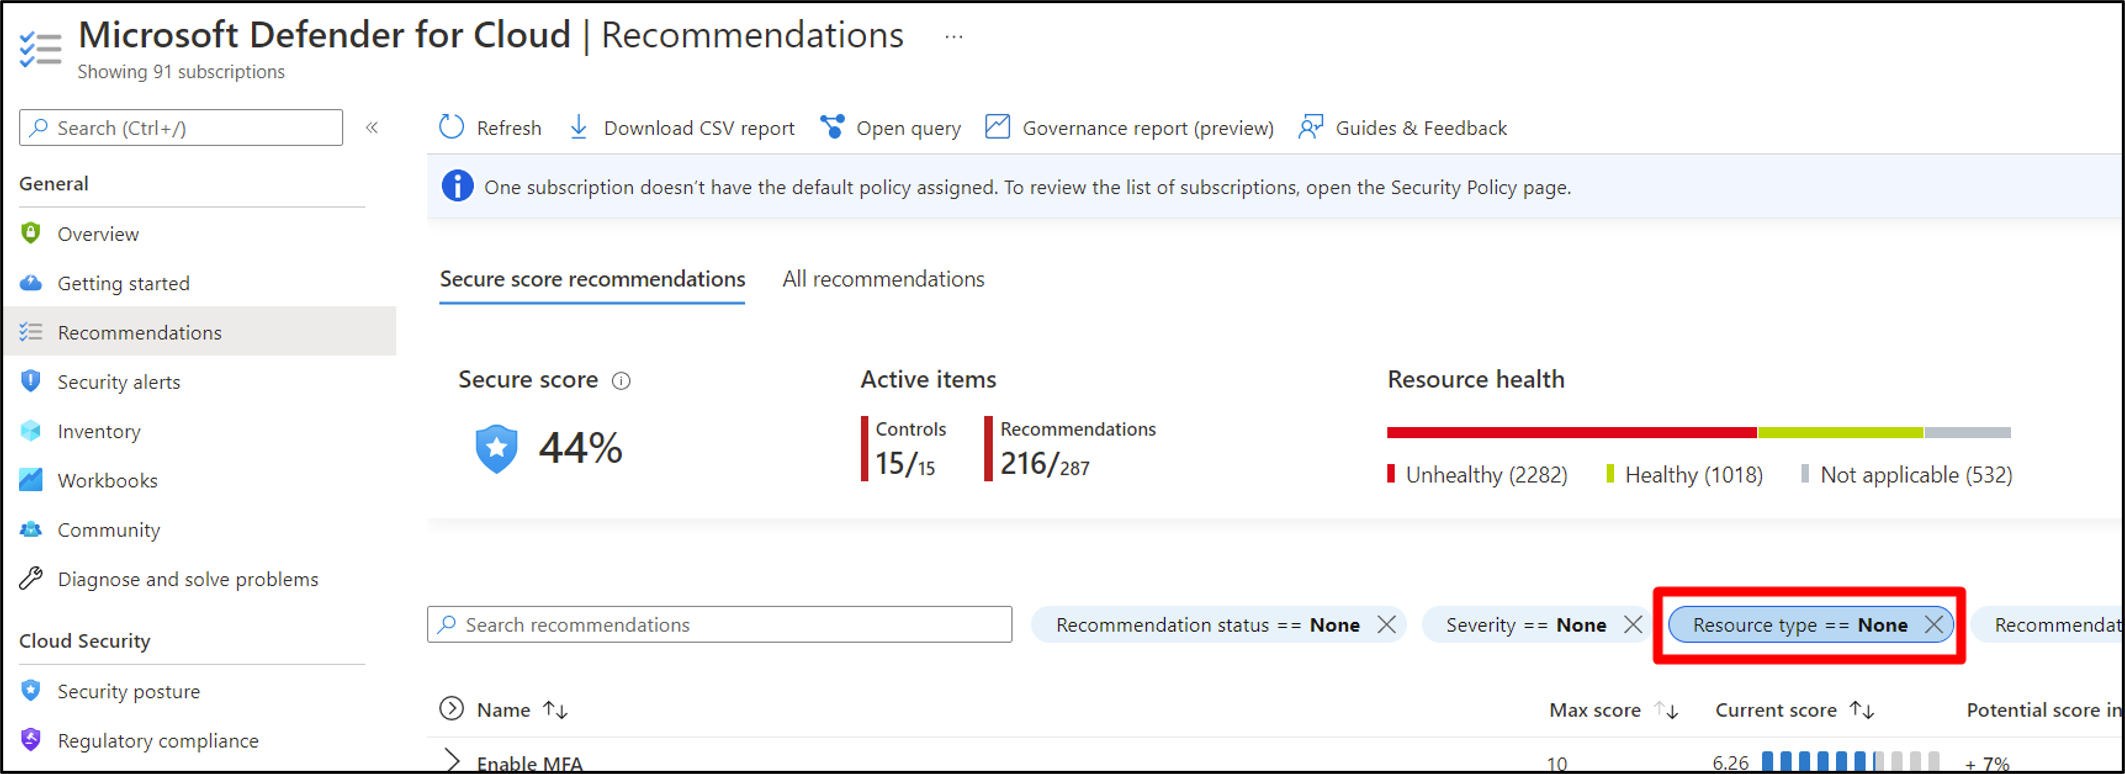 Microsoft Defender for Cloud | Recommendations ...
Showing 91 subscriptions
Search (Ctrl+/)
«
General
Overview
Getting started
Recommendations
Security alerts
Inventory
Workbooks
Community
Diagnose and solve problems
Cloud Security
Security posture
Regulatory compliance
Refresh
Download CSV report
Open query
Governance report (preview)
Guides & Feedback
One subscription doesn't have the default policy assigned. To review the list of subscriptions, open the Security Policy page.
Secure score recommendations
All recommendations
Secure score
44%
Active items
Controls
15/15
Recommendations
216/287
Resource health
Unhealthy (2282)
Healthy (1018)
Not applicable (532)
Search recommendations
Recommendation status == None
Severity == None
Resource type == None
Recommendat
Name
Max score
Current score
Potential score in
Enable MFA
10
6.26
+ 7%